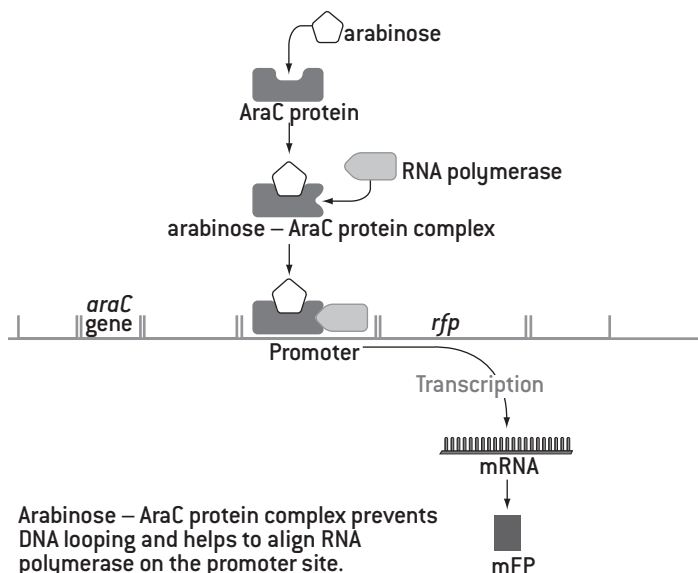 arabinose
AraC protein
RNA polymerase
arabinose – AraC protein complex
araC
gene
rfp
Promoter
Transcription
mRNA
Arabinose – AraC protein complex prevents
DNA looping and helps to align RNA
polymerase on the promoter site.
mFP